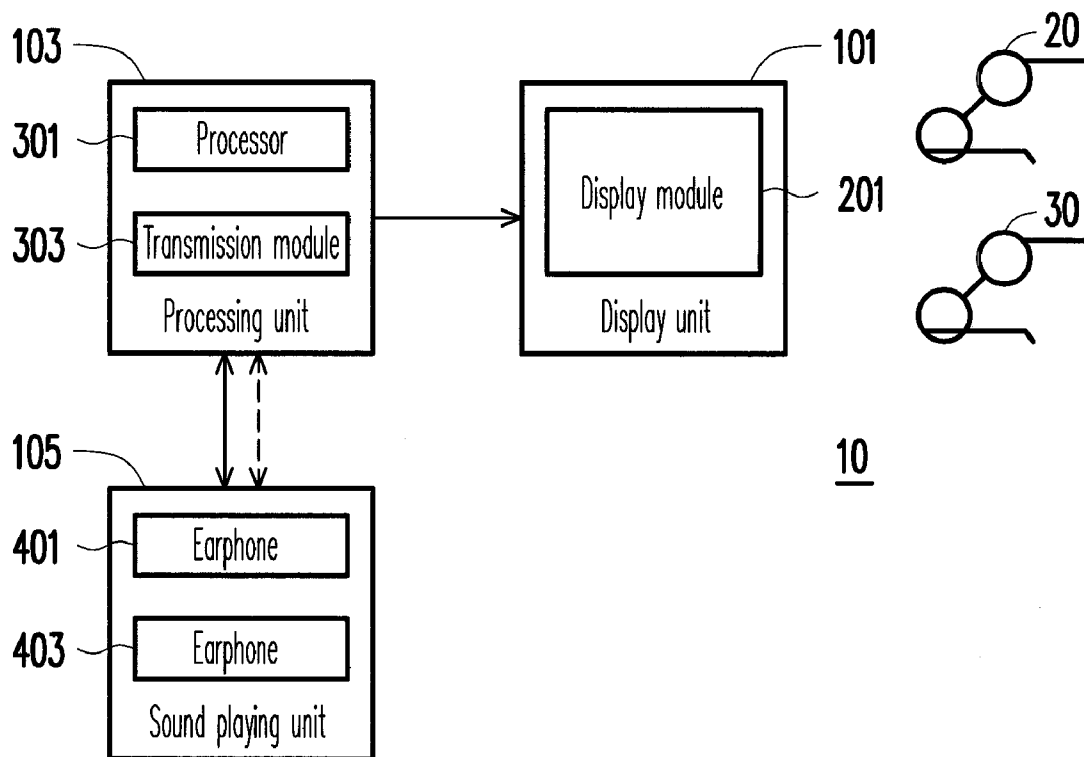 103
101
20
301
Processor
Display module
201
303
Transmission module
30
Processing unit
Display unit
105
10
401
Earphone
403
Earphone
Sound playing unit